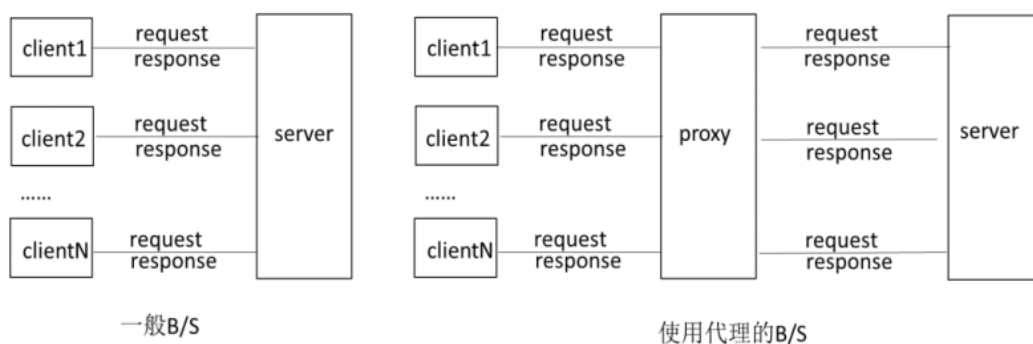 client1
request
response
client2
request
response
server
......
clientN
request
response
一般B/S
client1
request
response
client2
request
response
proxy
......
clientN
request
response
request
response
request
response
server
request
response
使用代理的B/S